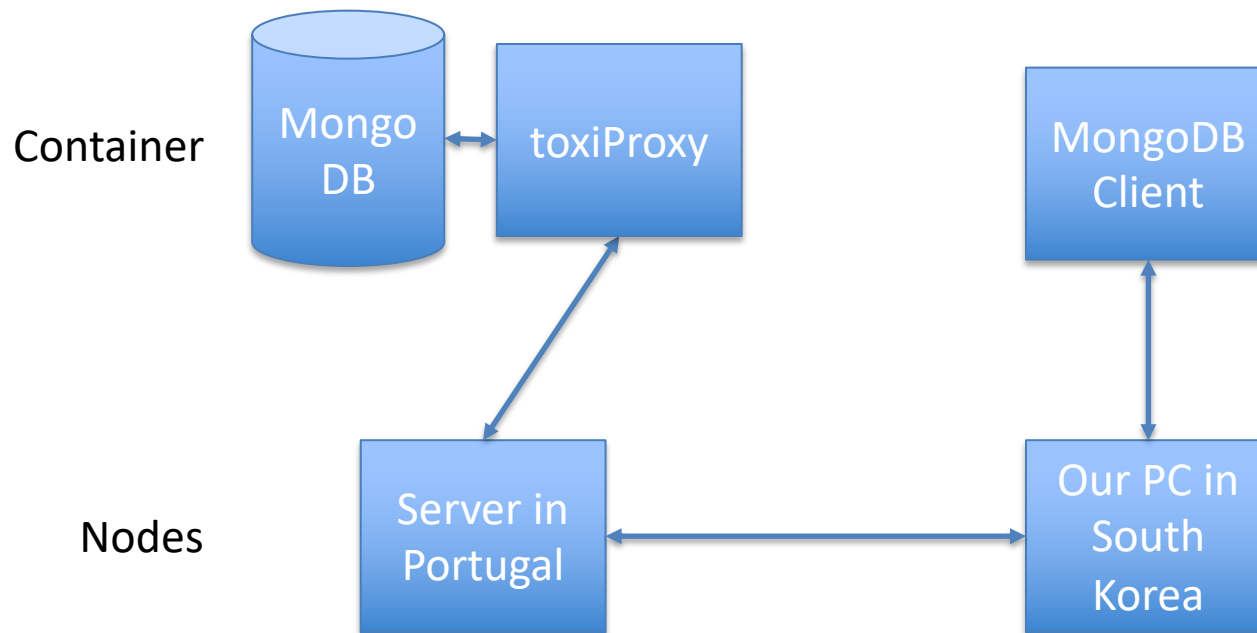 Container
Mongo
DB
toxiProxy
MongoDB
Client
Nodes
Server in
Portugal
Our PC in
South
Korea